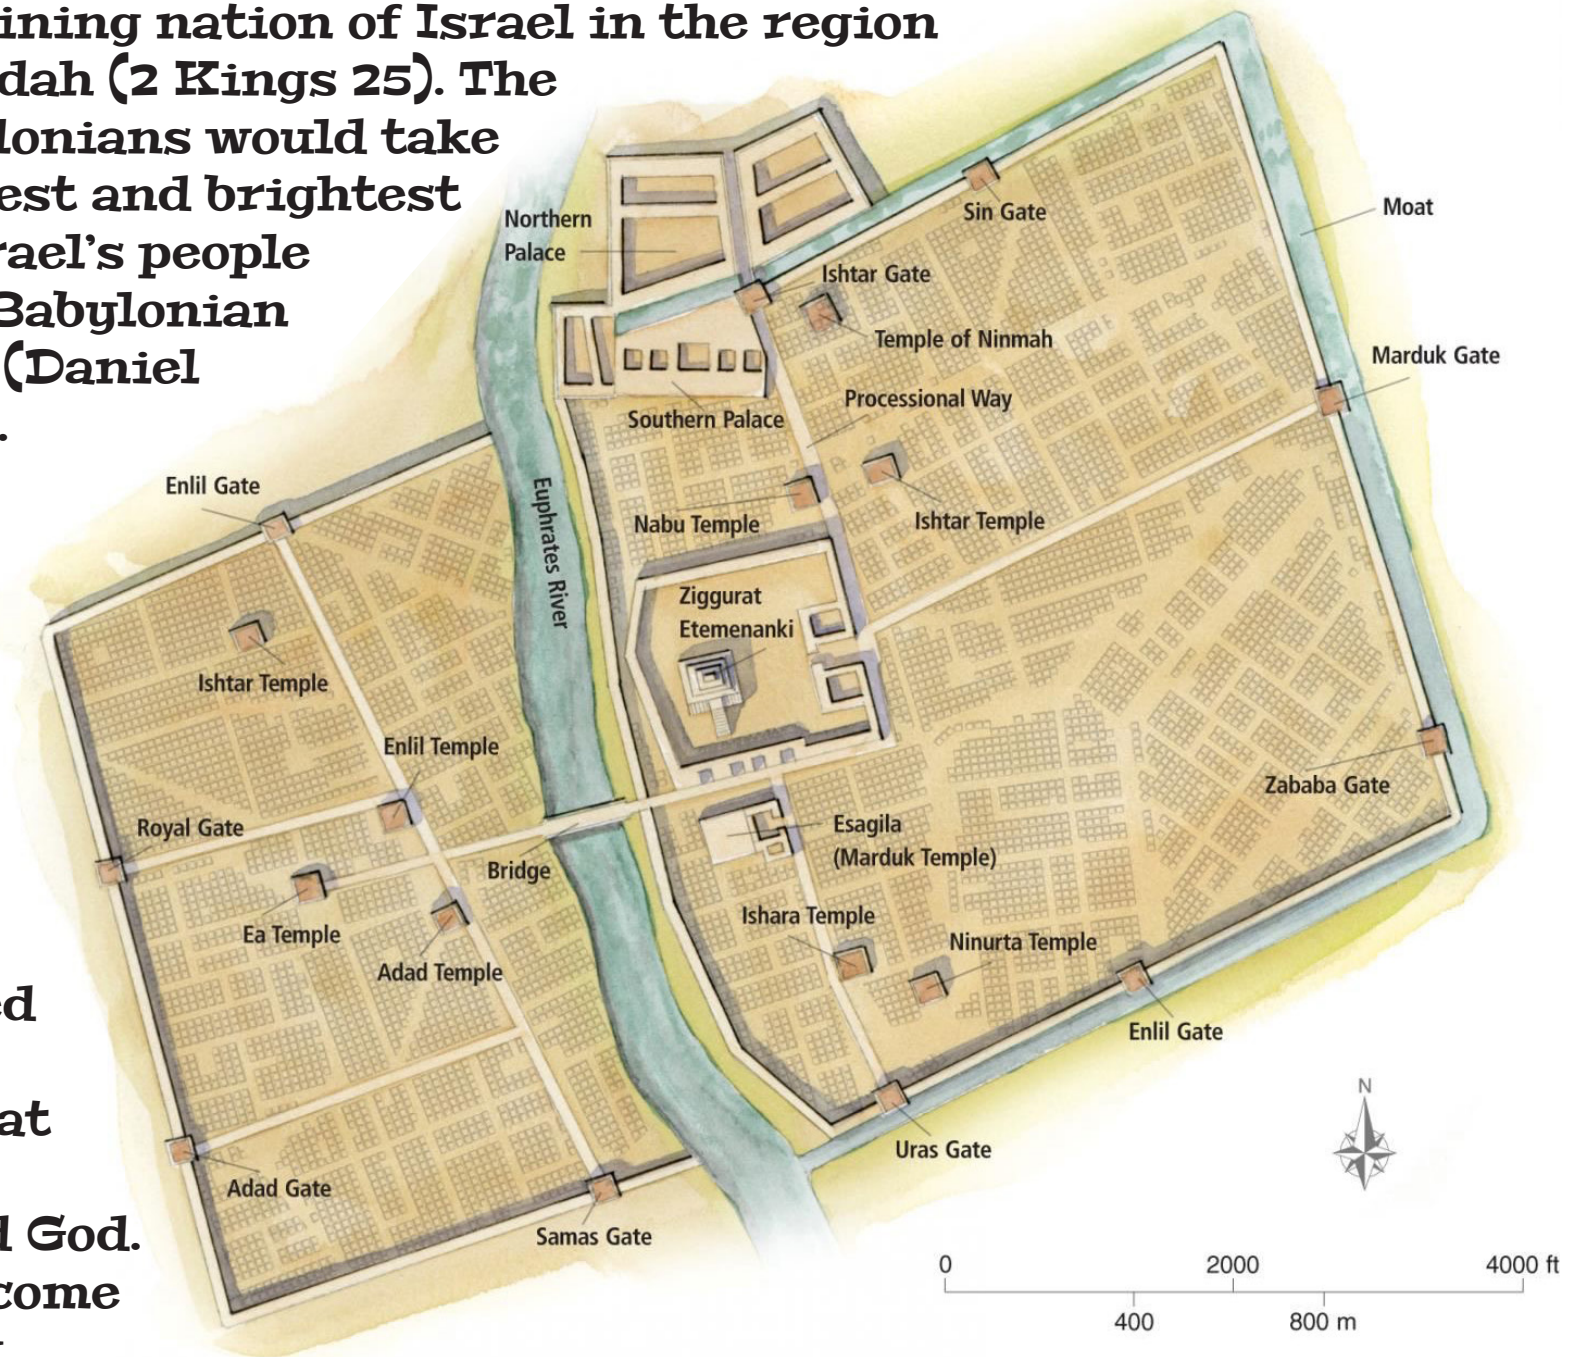 ining nation of Israel in the region
dah (2 Kings 25). The
lonians would take
est and brightest
rael's people
Babylonian
(Daniel
.
ed
at
d God.
come
Northern
Palace
Sin Gate
Moat
Ishtar Gate
Temple of Ninmah
Marduk Gate
Processional Way
Southern Palace
Enlil Gate
Euphrates River
Nabu Temple
Ishtar Temple
Ziggurat
Etemenanki
Ishtar Temple
Enlil Temple
Zababa Gate
Royal Gate
Esagila
(Marduk Temple)
Bridge
Ishara Temple
Ea Temple
Ninurta Temple
Adad Temple
Enlil Gate
Uras Gate
Adad Gate
Samas Gate
N
0 2000 4000 ft
400 800 m